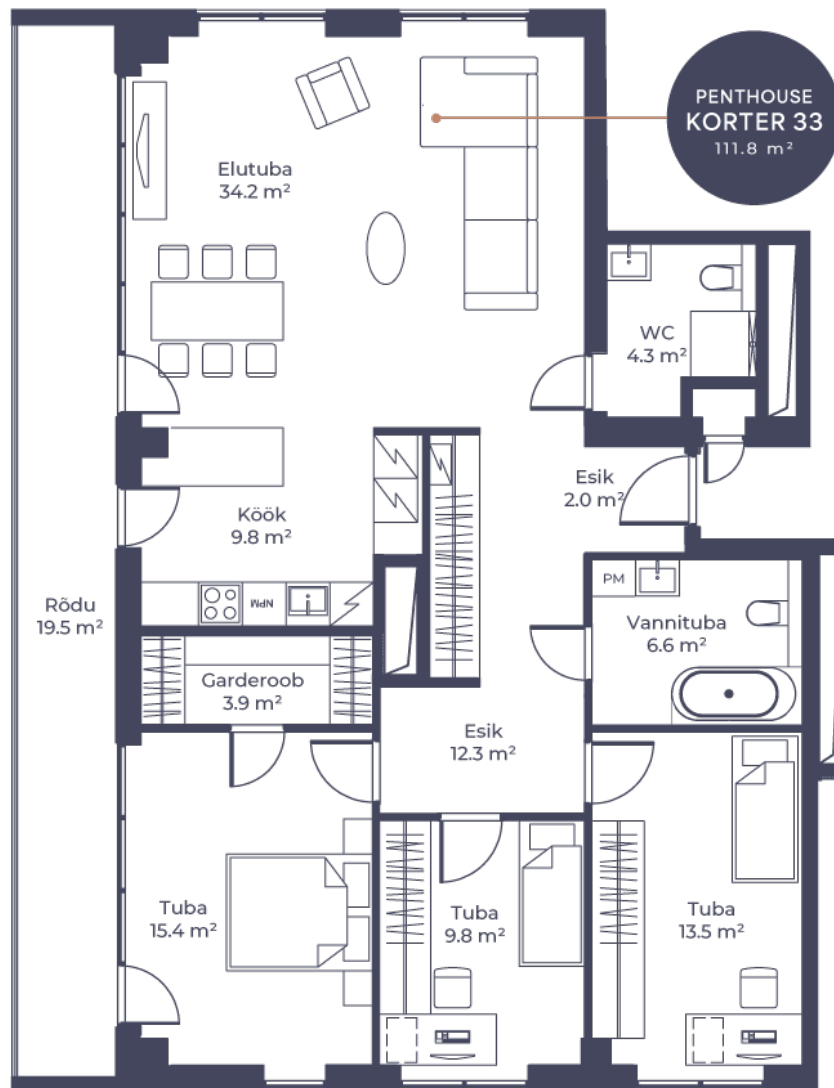 PENTHOUSE
KORTER 33
111.8 m²
Elutuba
34.2 m²
WC
4.3 m²
Esik
2.0 m²
Köök
9.8 m²
NPM
PM
Vannituba
6.6 m²
Rõdu
19.5 m²
Garderoob
3.9 m²
Esik
12.3 m²
Tuba
15.4 m²
Tuba
9.8 m²
Tuba
13.5 m²